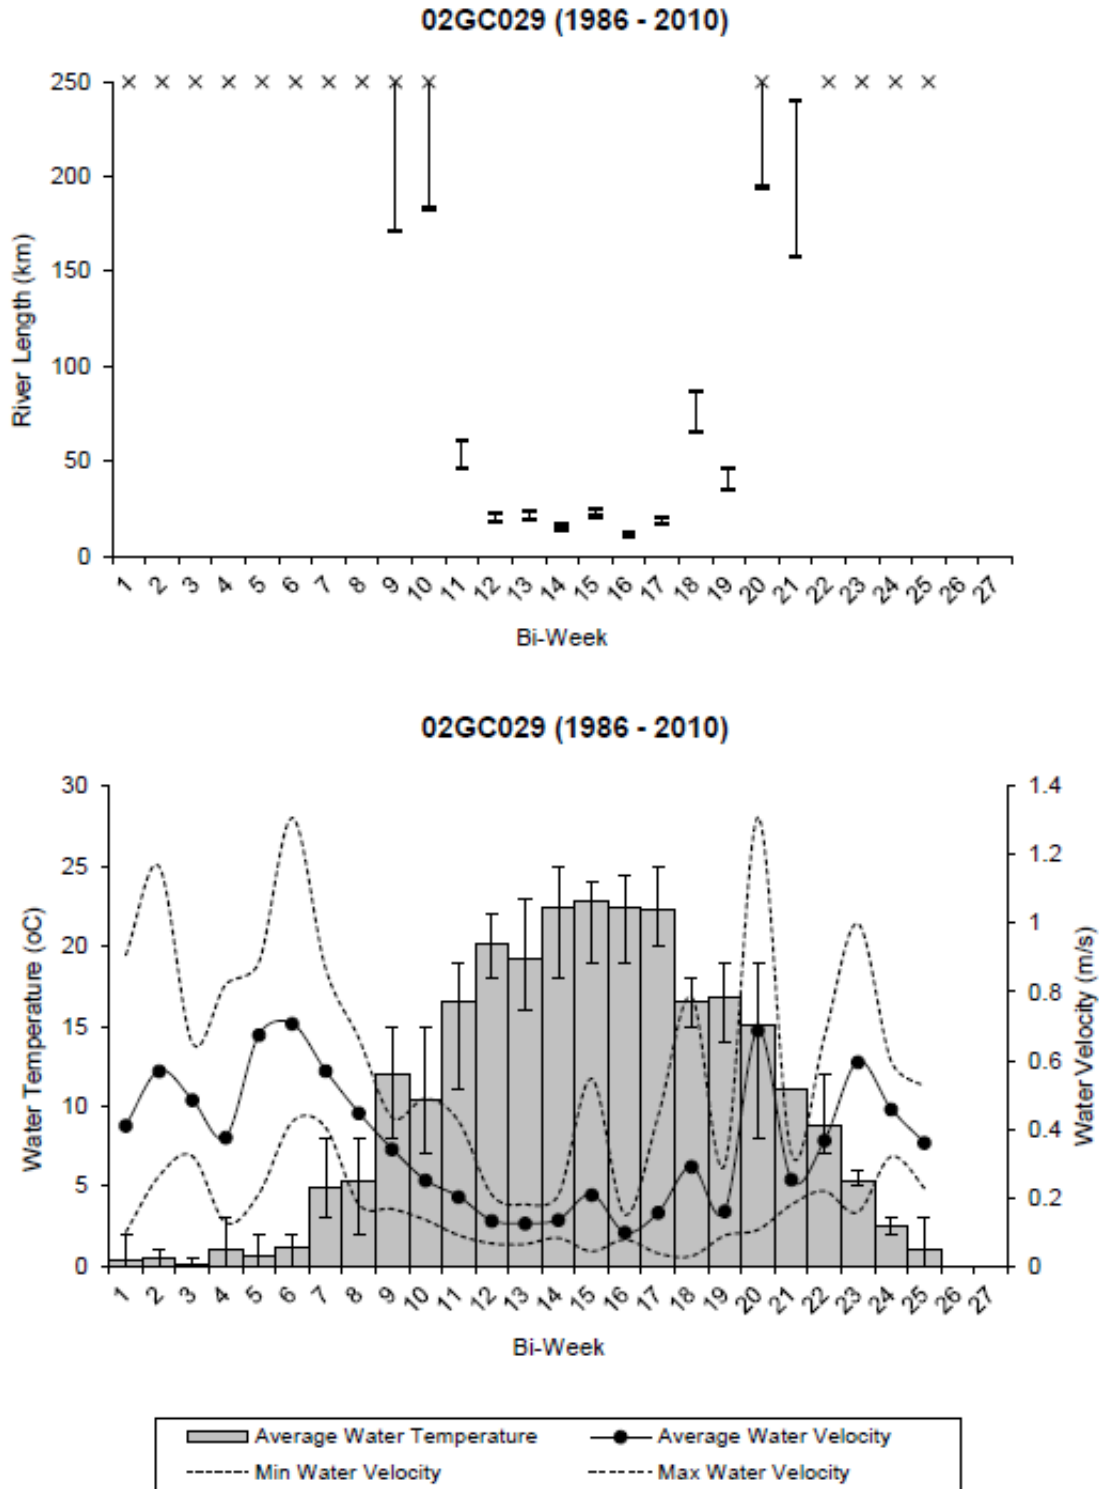 02GC029 (1986 - 2010)
250
200
150
100
50
0
River Length (km)
1 2 3 4 5 6 7 8 9 10 11 12 13 14 15 16 17 18 19 20 21 22 23 24 25 26 27
Bi-Week
02GC029 (1986 - 2010)
30
25
20
15
10
5
0
Water Temperature (oC)
1.4
1.2
1
0.8
0.6
0.4
0.2
0
Water Velocity (m/s)
1 2 3 4 5 6 7 8 9 10 11 12 13 14 15 16 17 18 19 20 21 22 23 24 25 26 27
Bi-Week
Average Water Temperature
Average Water Velocity
Min Water Velocity
Max Water Velocity